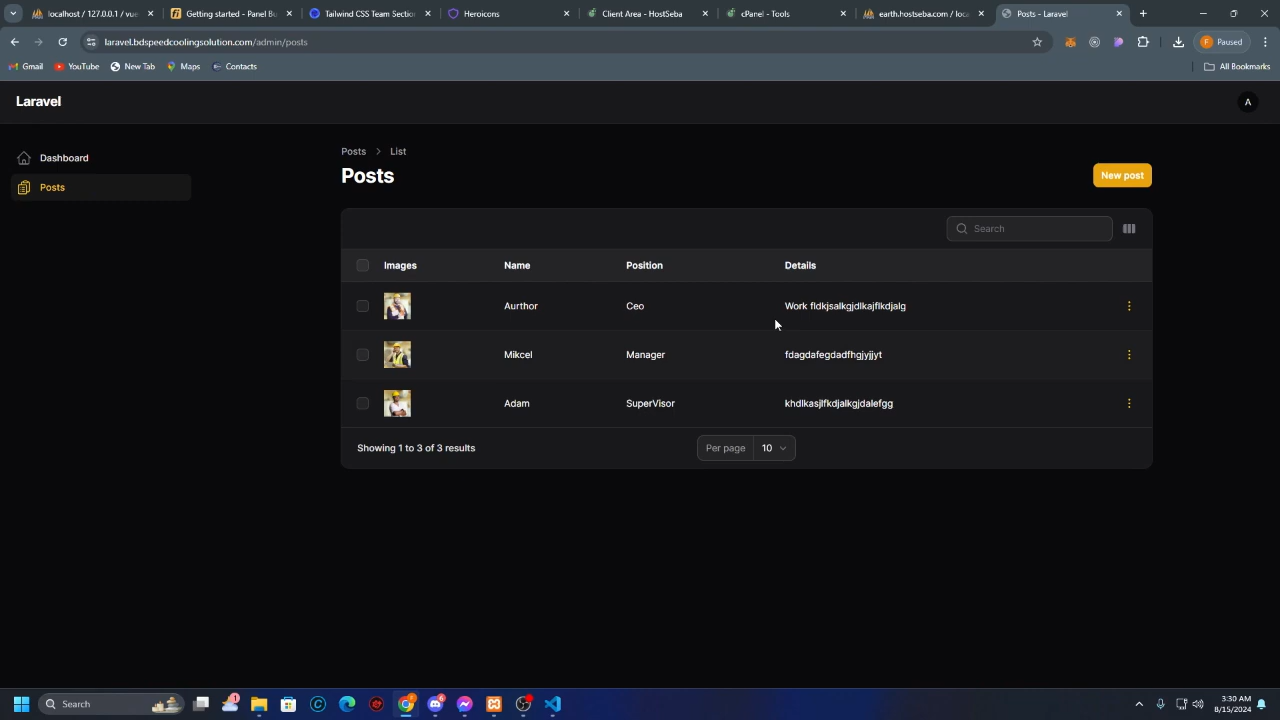 localhost / 127.0.0.1 / vue
Getting started - Panel Bu
Tailwind CSS Team Section
Heroicons
Client Area - HostSeba
cPanel - Tools
earth.hostseba.com / loca
Posts - Laravel
laravel.bdspeedcoolingsolution.com/admin/posts
F Paused
Gmail
YouTube
New Tab
Maps
Contacts
All Bookmarks
Laravel
A
Dashboard
Posts
Posts > List
Posts
New post
Search
Images Name Position Details
Aurthor Ceo Work fldkjsalkgjdlkajflkdjalg
Mikcel Manager fdagdafegdadfhgjyjjyt
Adam SuperVisor khdlkasjlfkdjalkgjdalefgg
Showing 1 to 3 of 3 results
Per page 10
Search
3:30 AM
8/15/2024